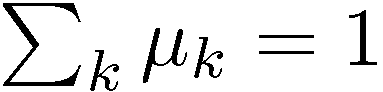 ∑ₖ μₖ = 1